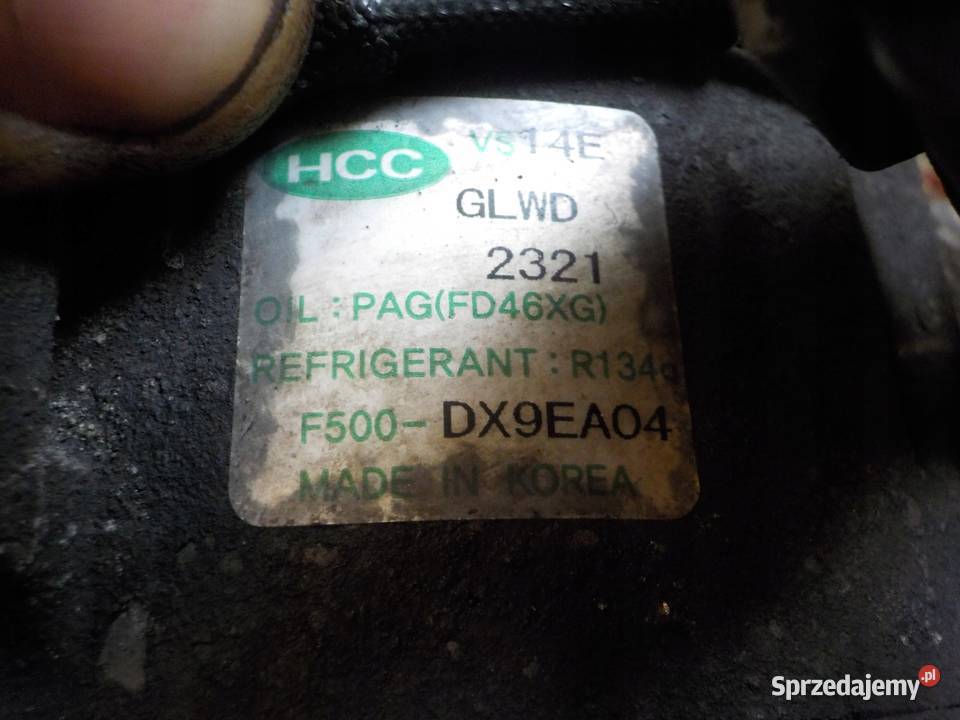 HCC VS14E
GLWD
2321
OIL : PAG(FD46XG)
REFRIGERANT : R134a
F500-DX9EA04
MADE IN KOREA
Sprzedajemy.pl